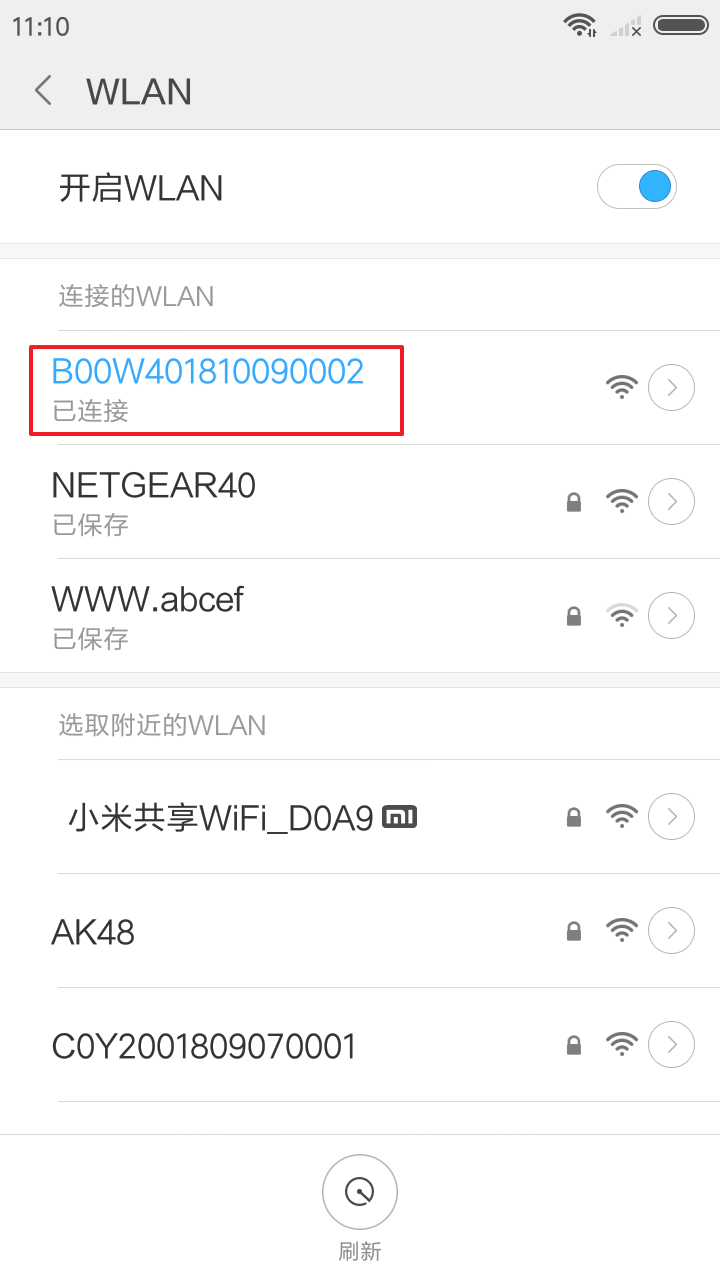 11:10
WLAN
开启WLAN
连接的WLAN
B00W401810090002
已连接
NETGEAR40
已保存
WWW.abcef
已保存
选取附近的WLAN
小米共享WiFi_D0A9
AK48
C0Y2001809070001
刷新